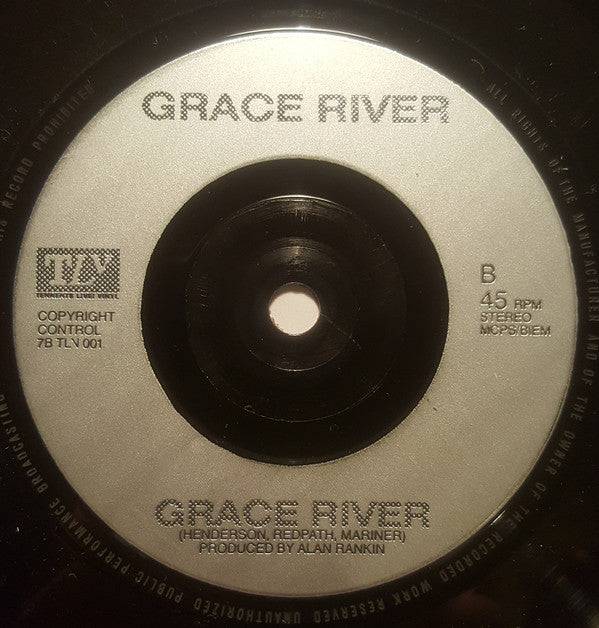 GRACE RIVER
TLV
TENNENTS LIVE! VINYL
COPYRIGHT
CONTROL
7B TLV 001
B
45 RPM
STEREO
MCPS/BIEM
GRACE RIVER
(HENDERSON, REDPATH, MARINER)
PRODUCED BY ALAN RANKIN
ALL RIGHTS OF THE MANUFACTURER AND OF THE OWNER OF THE RECORDED WORK RESERVED UNAUTHORIZED PUBLIC PERFORMANCE BROADCASTING THIS RECORD PROHIBITED